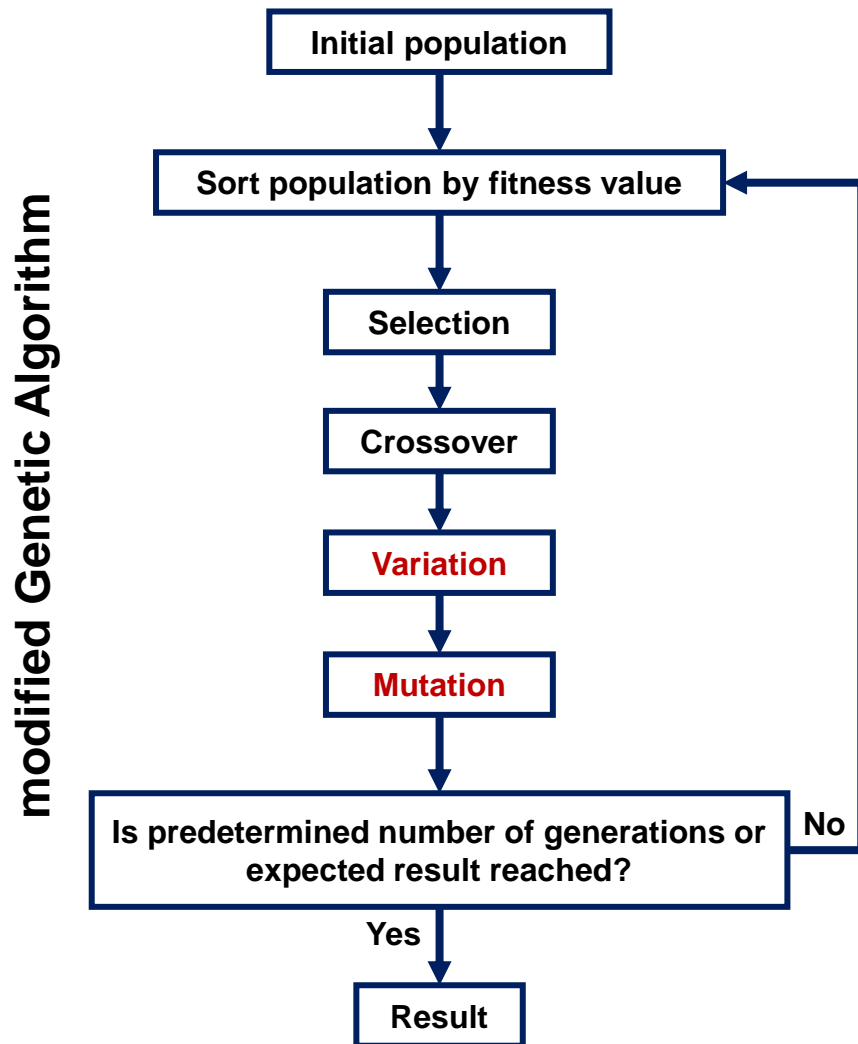 modified Genetic Algorithm
Initial population
Sort population by fitness value
Selection
Crossover
Variation
Mutation
Is predetermined number of generations or
expected result reached?
No
Yes
Result